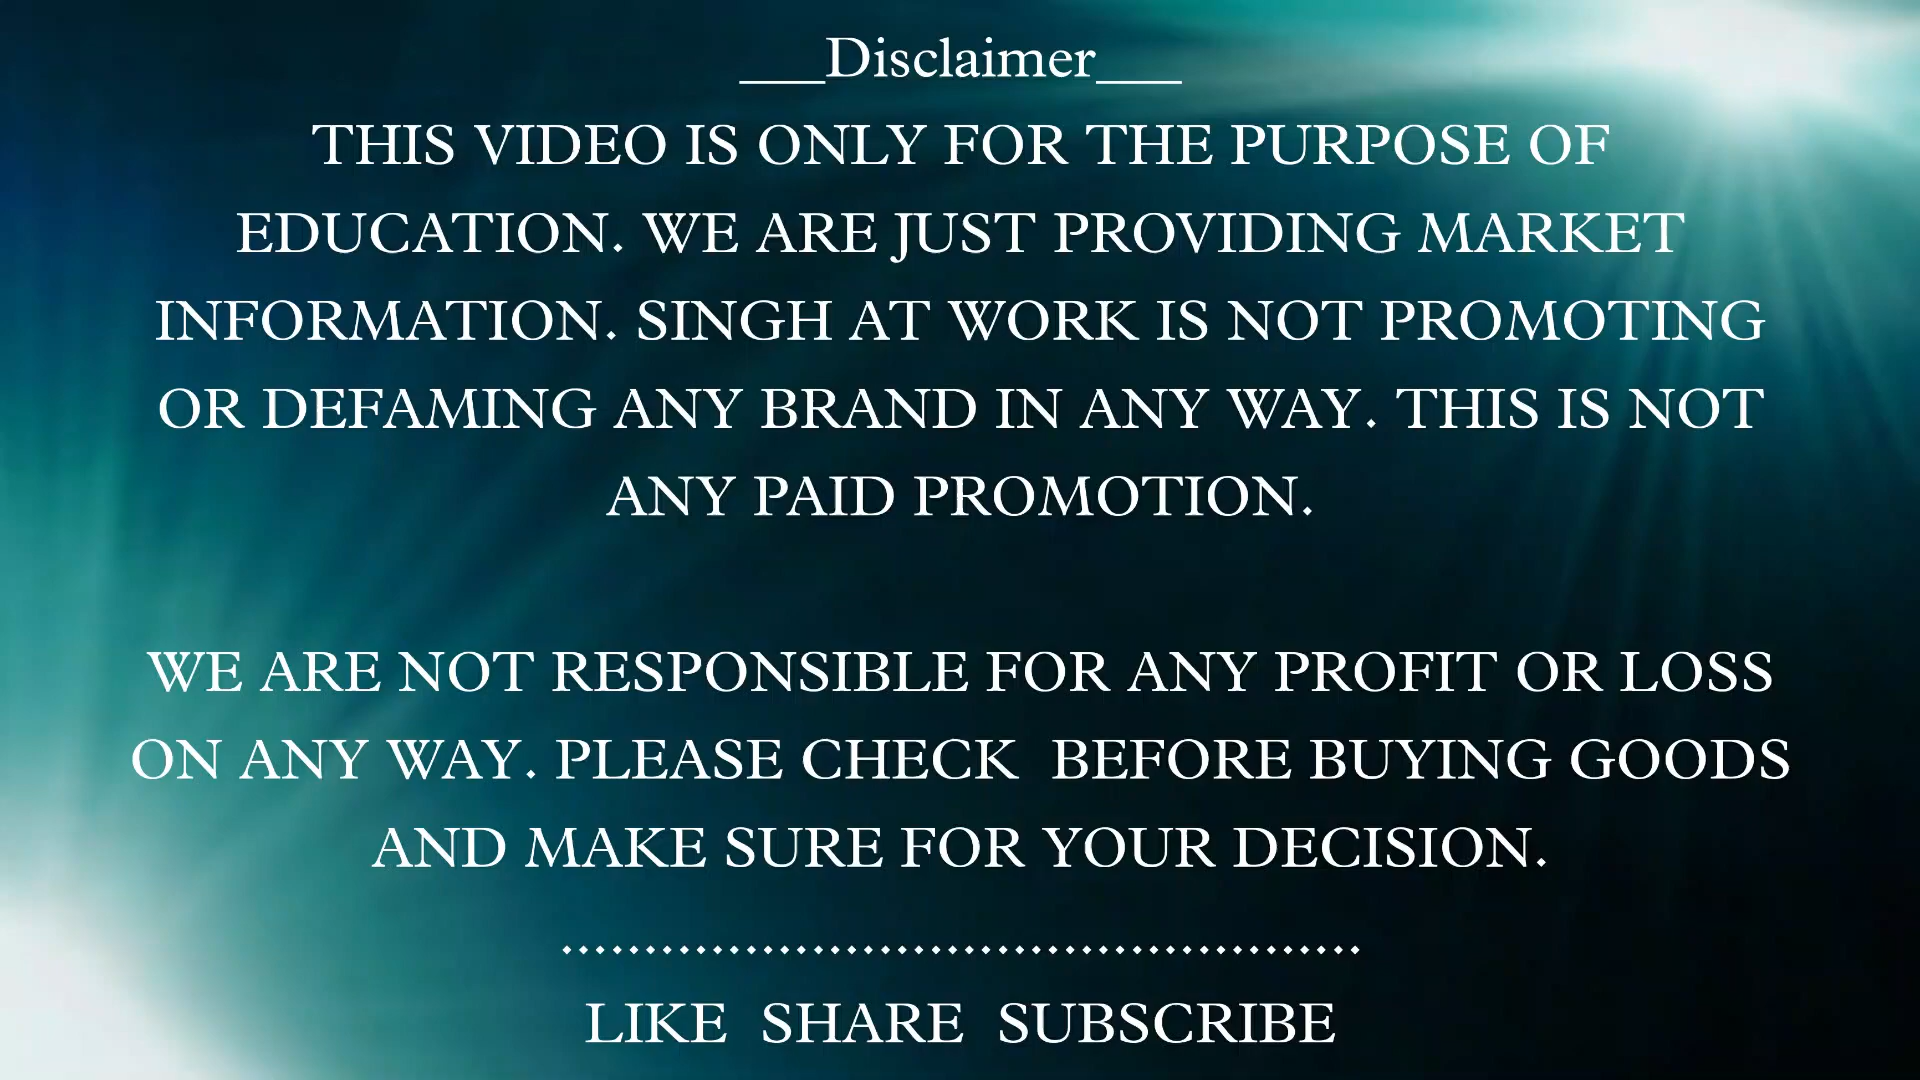 ___Disclaimer___
THIS VIDEO IS ONLY FOR THE PURPOSE OF
EDUCATION. WE ARE JUST PROVIDING MARKET
INFORMATION. SINGH AT WORK IS NOT PROMOTING
OR DEFAMING ANY BRAND IN ANY WAY. THIS IS NOT
ANY PAID PROMOTION.
WE ARE NOT RESPONSIBLE FOR ANY PROFIT OR LOSS
ON ANY WAY. PLEASE CHECK  BEFORE BUYING GOODS
AND MAKE SURE FOR YOUR DECISION.
................................................
LIKE  SHARE  SUBSCRIBE